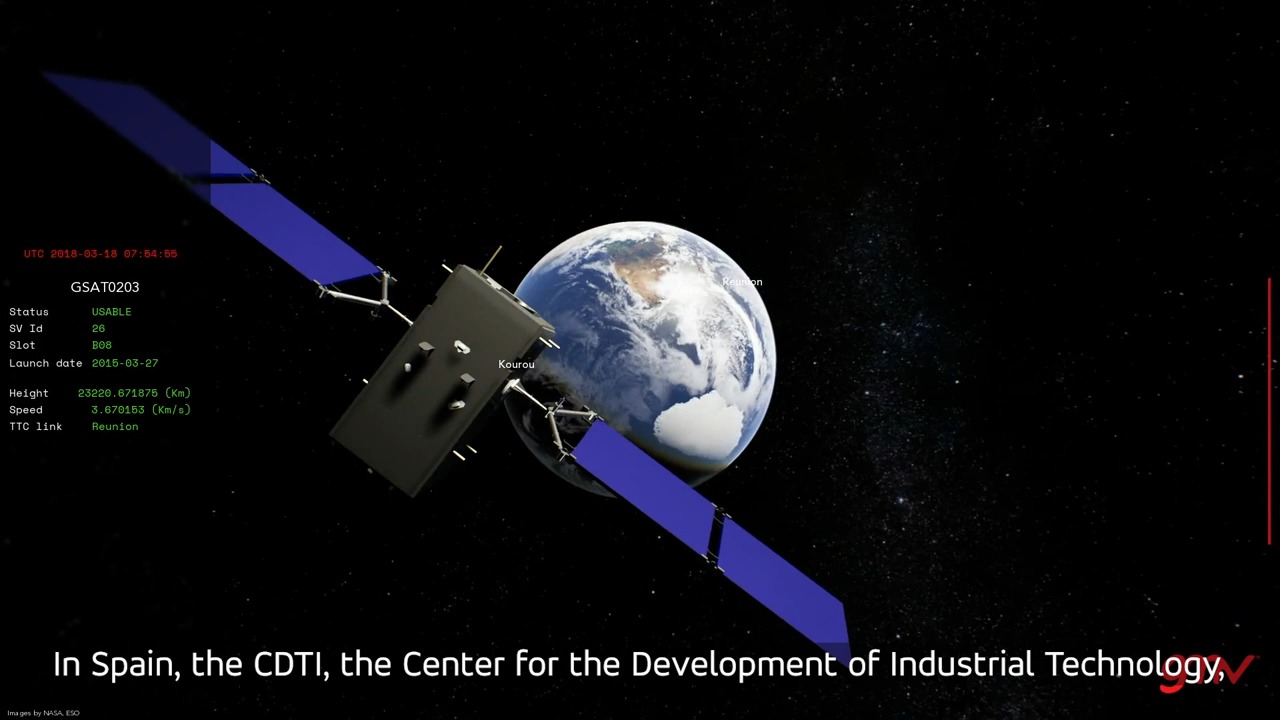 UTC 2018-03-18 07:54:55
GSAT0203
Status USABLE
SV Id 26
Slot B08
Launch date 2015-03-27
Height 23220.671875 (Km)
Speed 3.670153 (Km/s)
TTC link Reunion
Reunion
Kourou
In Spain, the CDTI, the Center for the Development of Industrial Technology,
gmv
Images by NASA, ESO